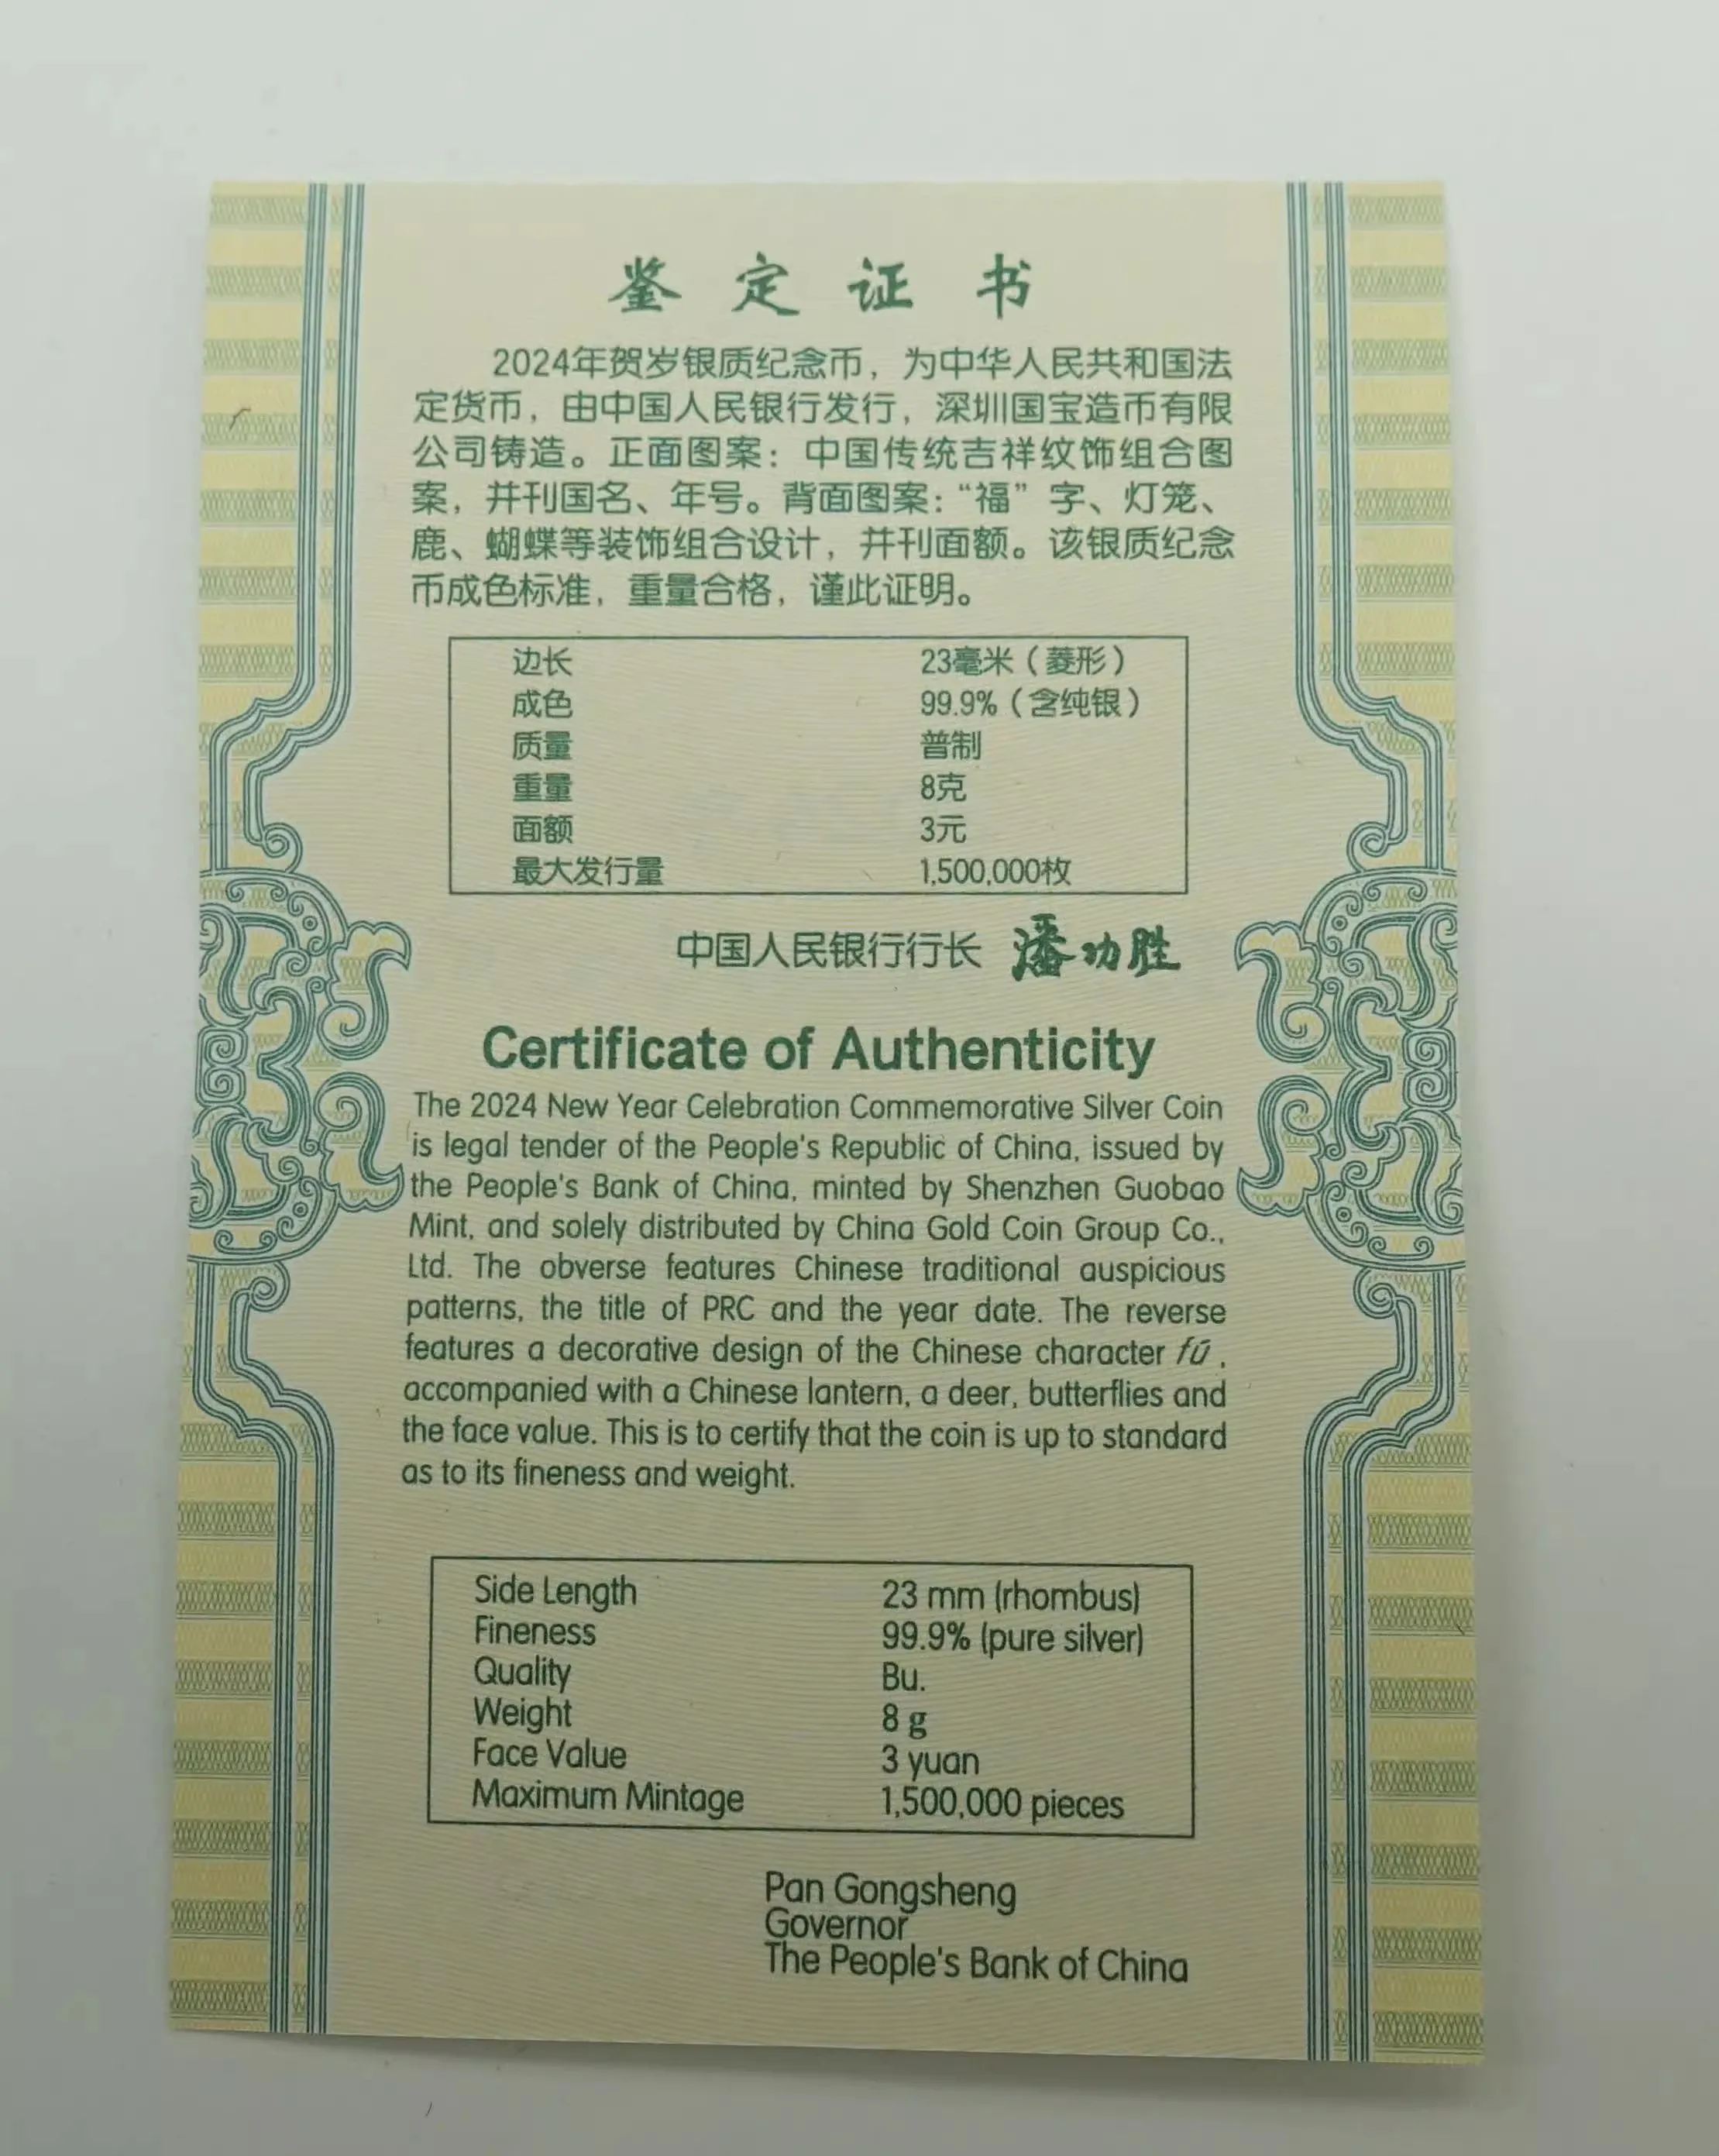 鉴定证书
2024年贺岁银质纪念币，为中华人民共和国法
定货币，由中国人民银行发行，深圳国宝造币有限
公司铸造。正面图案：中国传统吉祥纹饰组合图
案，并刊国名、年号。背面图案：“福”字、灯笼、
鹿、蝴蝶等装饰组合设计，并刊面额。该银质纪念
币成色标准，重量合格，谨此证明。
边长 23毫米（菱形）
成色 99.9%（含纯银）
质量 普制
重量 8克
面额 3元
最大发行量 1,500,000枚
中国人民银行行长 潘功胜
Certificate of Authenticity
The 2024 New Year Celebration Commemorative Silver Coin
is legal tender of the People's Republic of China, issued by
the People's Bank of China, minted by Shenzhen Guobao
Mint, and solely distributed by China Gold Coin Group Co.,
Ltd. The obverse features Chinese traditional auspicious
patterns, the title of PRC and the year date. The reverse
features a decorative design of the Chinese character fú,
accompanied with a Chinese lantern, a deer, butterflies and
the face value. This is to certify that the coin is up to standard
as to its fineness and weight.
Side Length 23 mm (rhombus)
Fineness 99.9% (pure silver)
Quality Bu.
Weight 8 g
Face Value 3 yuan
Maximum Mintage 1,500,000 pieces
Pan Gongsheng
Governor
The People's Bank of China